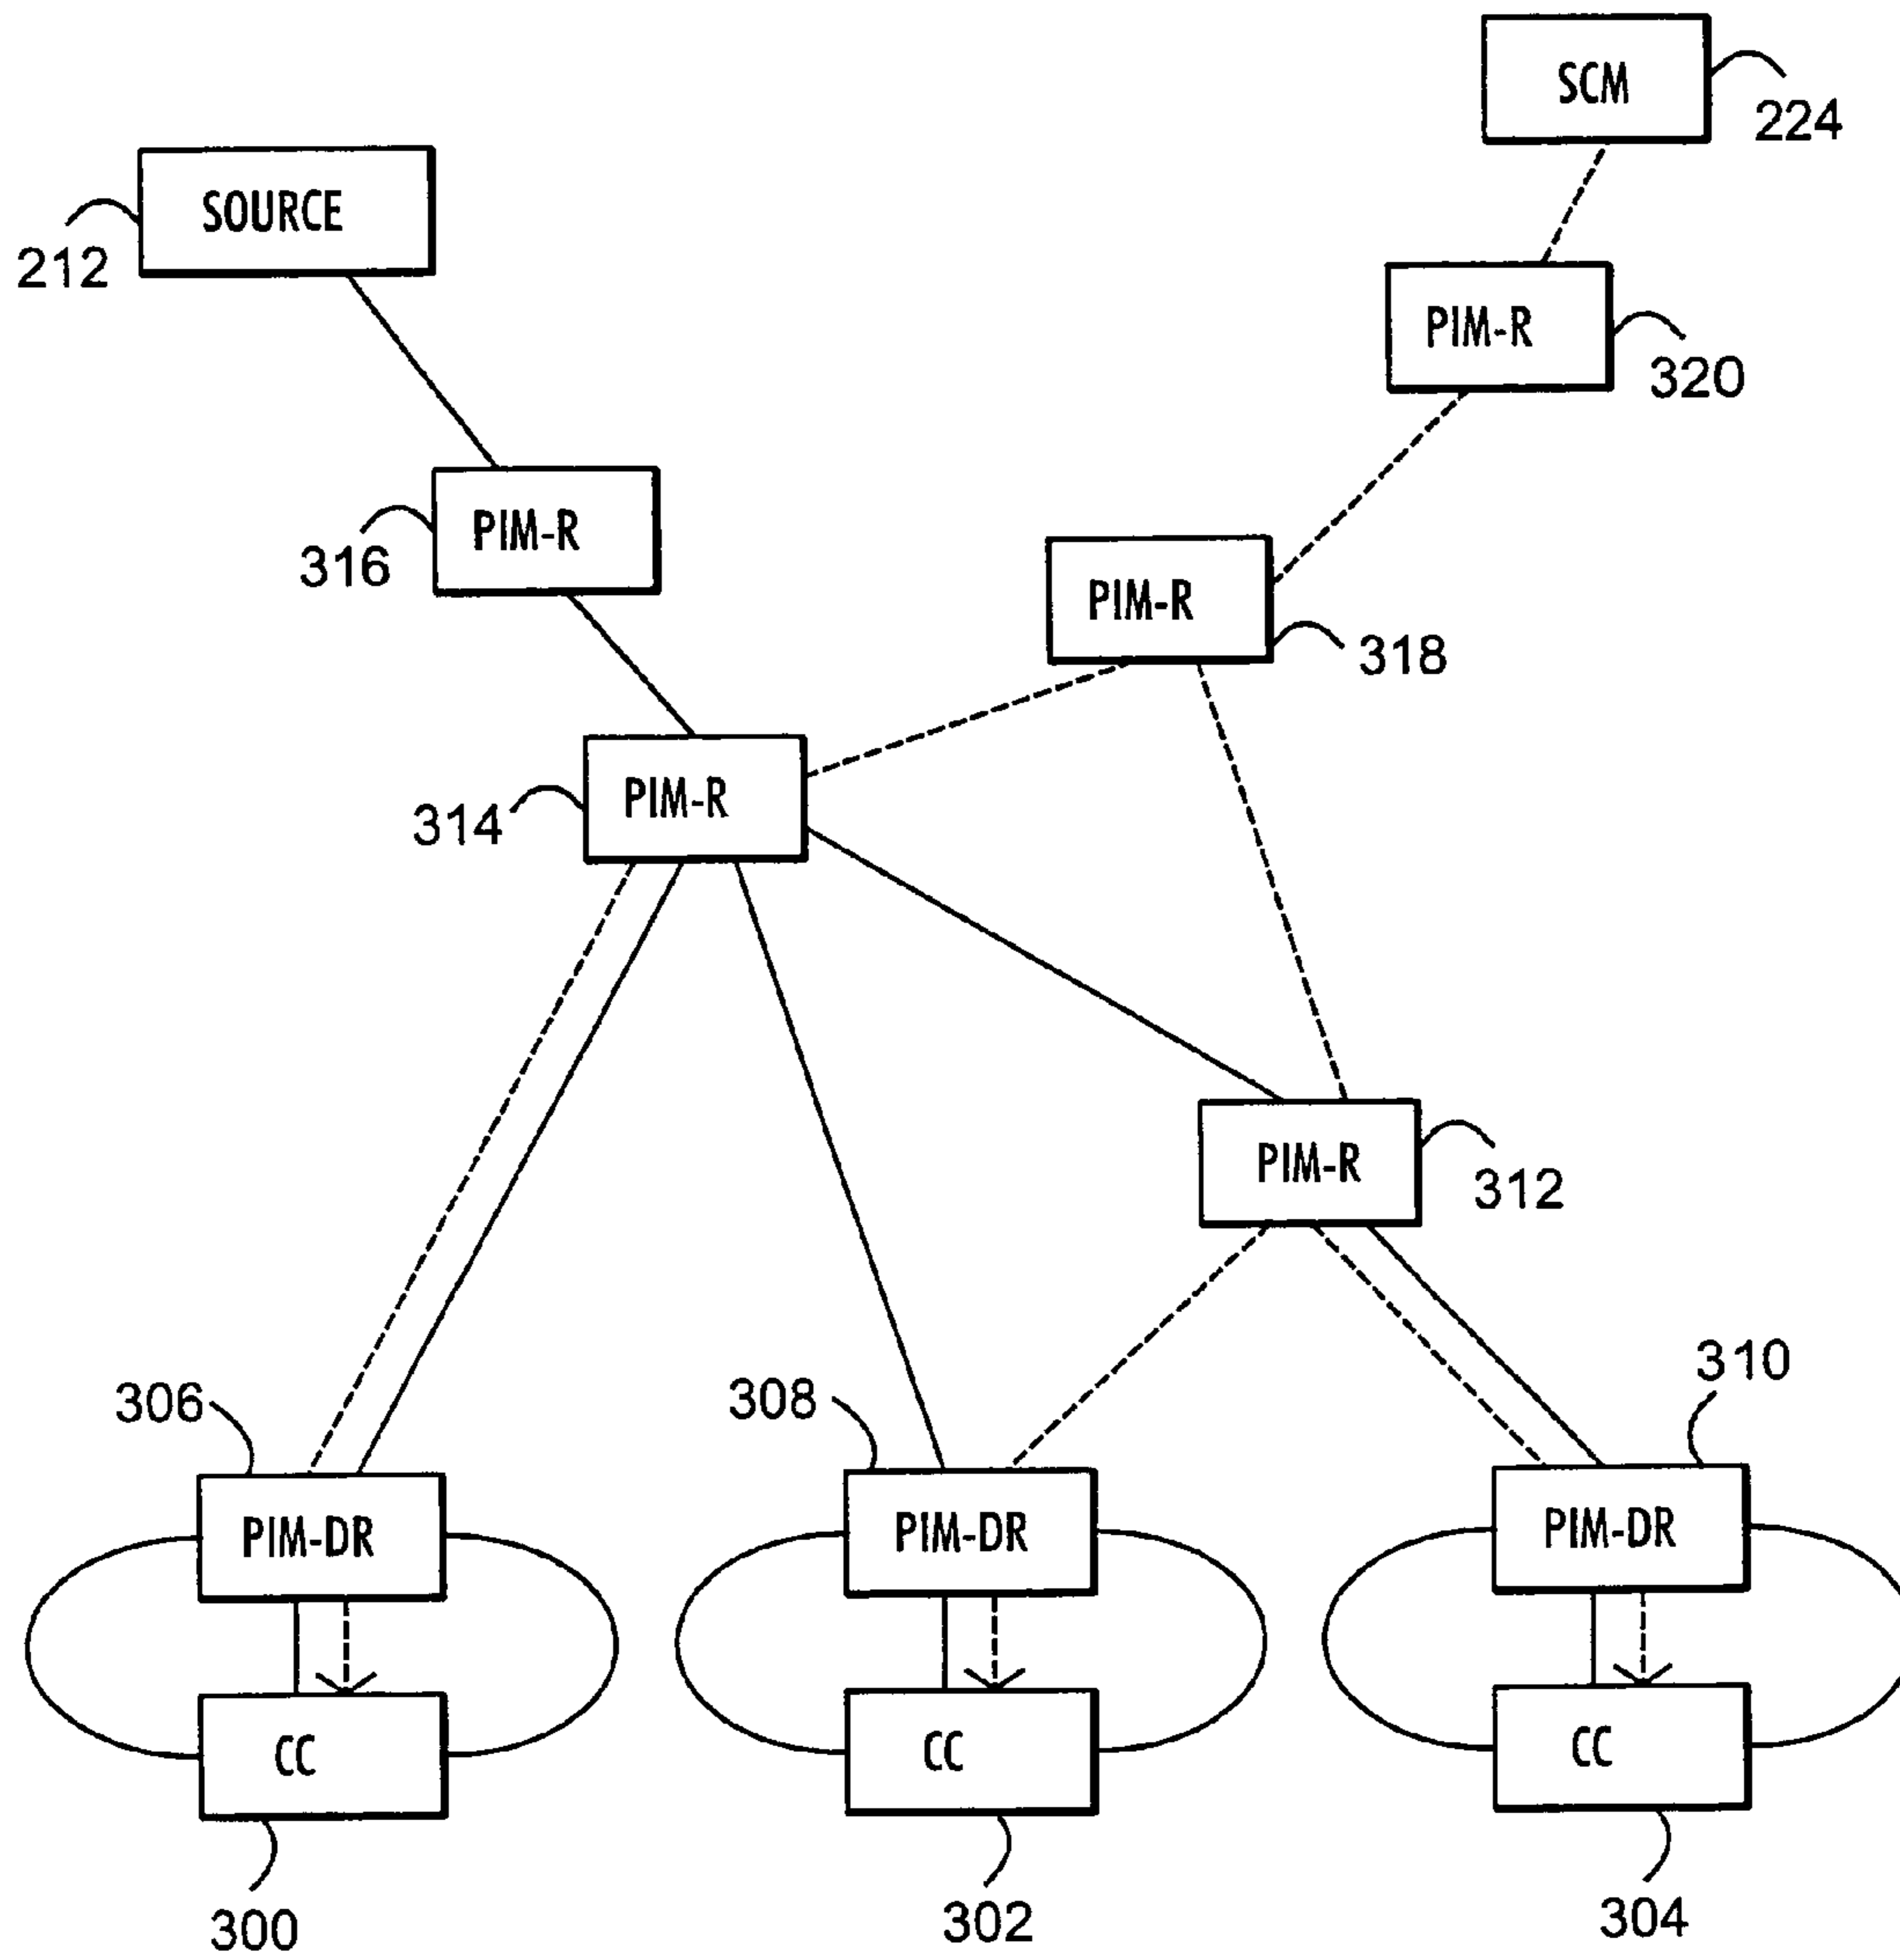 SCM
224
SOURCE
212
PIM-R
320
PIM-R
316
PIM-R
318
PIM-R
314
PIM-R
312
306
308
310
PIM-DR
PIM-DR
PIM-DR
CC
CC
CC
300
302
304